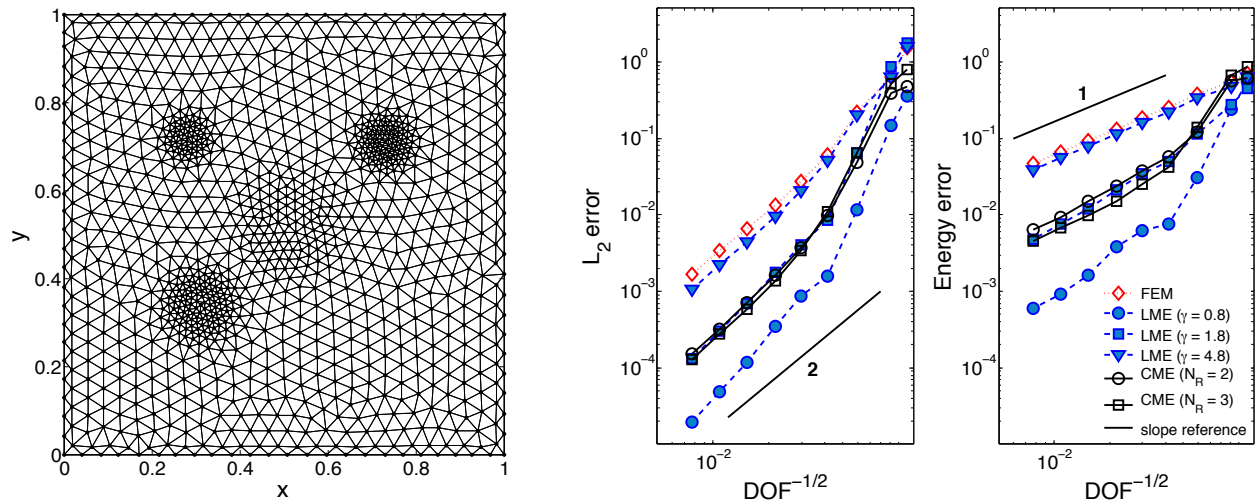 1
0.8
0.6
0.4
0.2
0
0
0.2
0.4
0.6
0.8
1
x
y
10^0
10^-1
10^-2
10^-3
10^-4
L_2 error
2
10^-2
DOF^-1/2
10^0
10^-1
10^-2
10^-3
10^-4
Energy error
1
FEM
LME (γ = 0.8)
LME (γ = 1.8)
LME (γ = 4.8)
CME (N_R = 2)
CME (N_R = 3)
slope reference
10^-2
DOF^-1/2